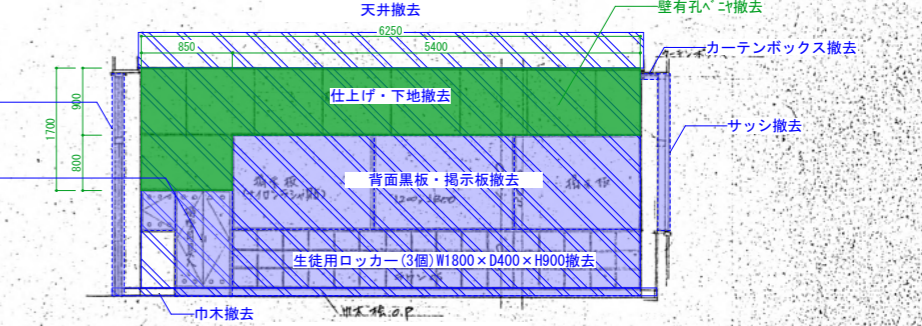 天井撤去
壁有孔ベニヤ撤去
6250
850
5400
カーテンボックス撤去
900
仕上げ・下地撤去
1700
サッシ撤去
800
背面黒板・掲示板撤去
生徒用ロッカー(3個)W1800×D400×H900撤去
巾木撤去
巾木 O.P